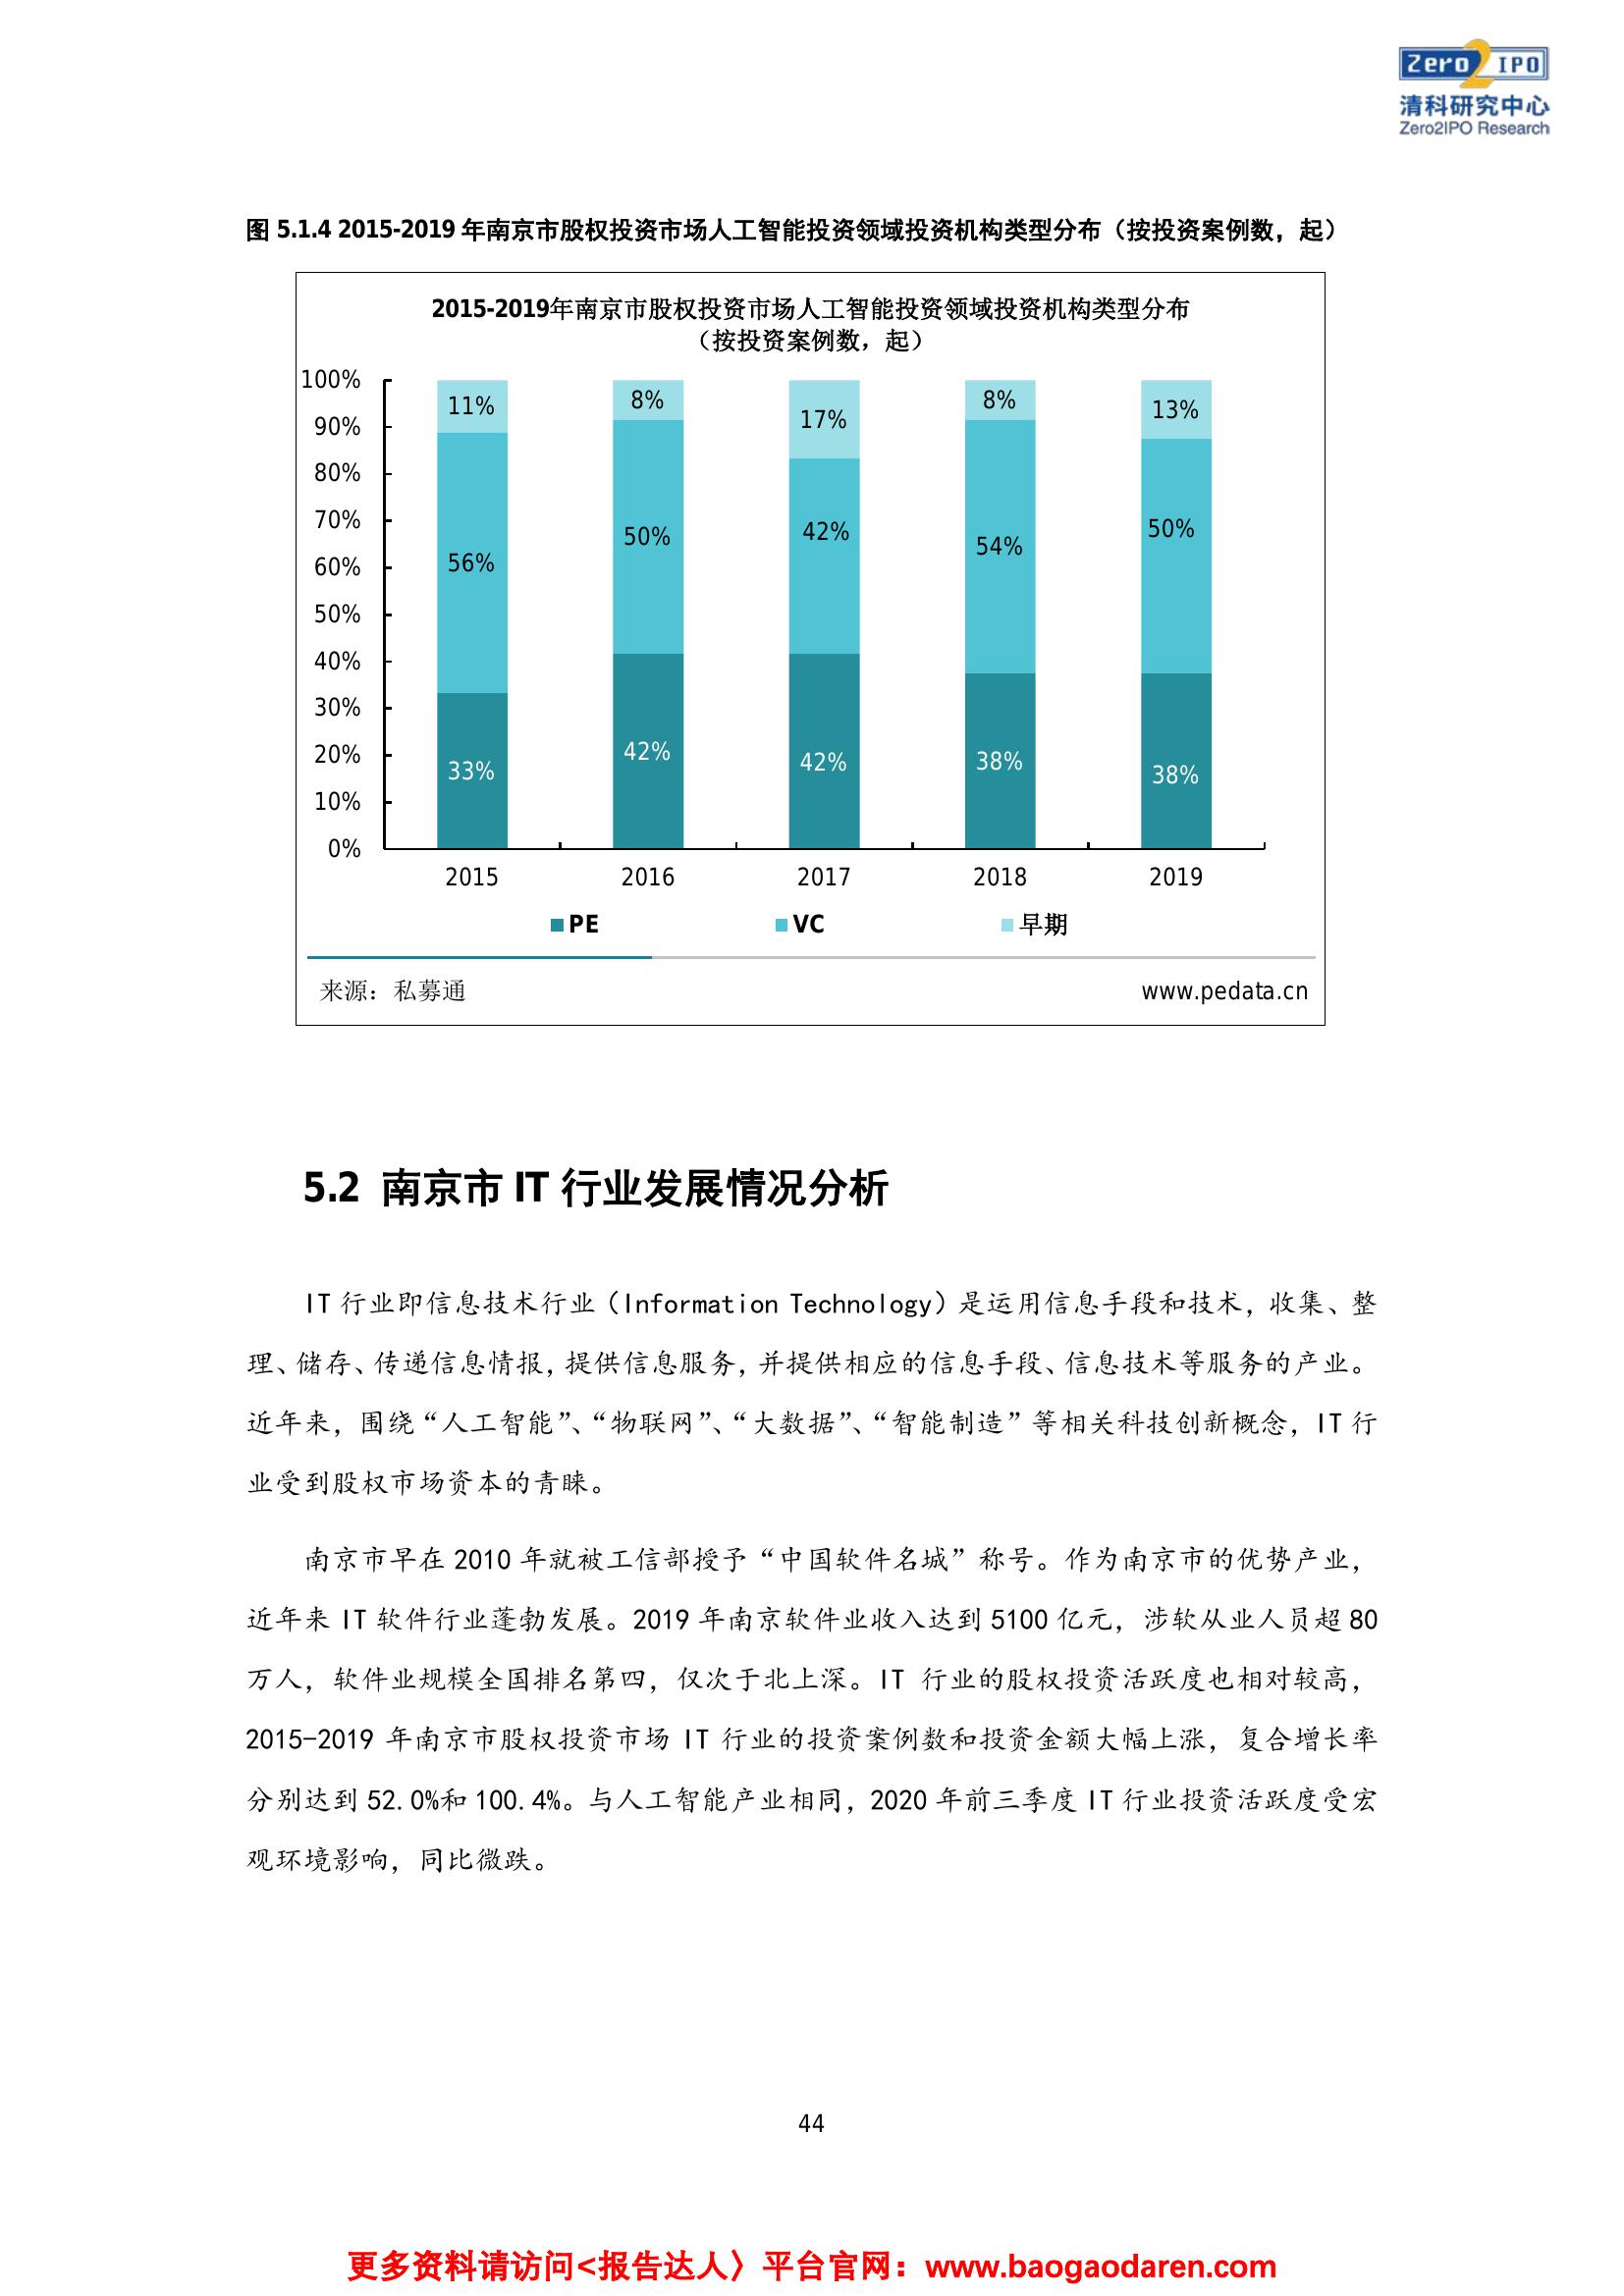 Zero2IPO
清科研究中心
Zero2IPO Research
图 5.1.4 2015-2019 年南京市股权投资市场人工智能投资领域投资机构类型分布（按投资案例数，起）
2015-2019年南京市股权投资市场人工智能投资领域投资机构类型分布
（按投资案例数，起）
100%
90%
80%
70%
60%
50%
40%
30%
20%
10%
0%
11%
8%
17%
8%
13%
56%
50%
42%
54%
50%
33%
42%
42%
38%
38%
2015
2016
2017
2018
2019
PE
VC
早期
来源：私募通
www.pedata.cn
5.2 南京市 IT 行业发展情况分析
IT 行业即信息技术行业（Information Technology）是运用信息手段和技术，收集、整
理、储存、传递信息情报，提供信息服务，并提供相应的信息手段、信息技术等服务的产业。
近年来，围绕“人工智能”、“物联网”、“大数据”、“智能制造”等相关科技创新概念，IT 行
业受到股权市场资本的青睐。
南京市早在 2010 年就被工信部授予“中国软件名城”称号。作为南京市的优势产业，
近年来 IT 软件行业蓬勃发展。2019 年南京软件业收入达到 5100 亿元，涉软从业人员超 80
万人，软件业规模全国排名第四，仅次于北上深。IT 行业的股权投资活跃度也相对较高，
2015-2019 年南京市股权投资市场 IT 行业的投资案例数和投资金额大幅上涨，复合增长率
分别达到 52.0%和 100.4%。与人工智能产业相同，2020 年前三季度 IT 行业投资活跃度受宏
观环境影响，同比微跌。
44
更多资料请访问<报告达人〉平台官网：www.baogaodaren.com